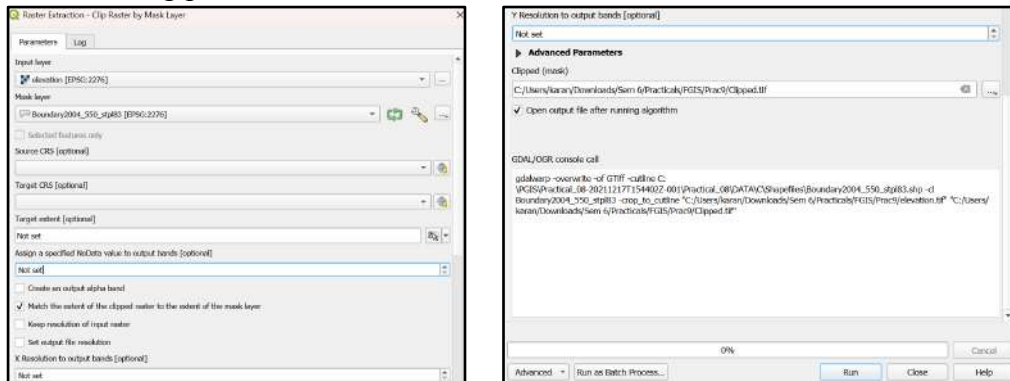 Raster Extraction - Clip Raster by Mask Layer
Parameters Log
Input layer
elevation [EPSG:2276]
Mask layer
Boundary2004_550_stpl83 [EPSG:2276]
Selected features only
Source CRS [optional]
Target CRS [optional]
Target extent [optional]
Not set
Assign a specified NoData value to output bands [optional]
Not set
Create an output alpha band
Match the extent of the clipped raster to the extent of the mask layer
Keep resolution of input raster
Set output file resolution
X Resolution to output bands [optional]
Not set
Y Resolution to output bands [optional]
Not set
Advanced Parameters
Clipped (mask)
C:/Users/karan/Downloads/Sem 6/Practicals/FGIS/Prac9/Clipped.tif
Open output file after running algorithm
GDAL/OGR console call
gdalwarp -overwrite -of GTiff -cutline C:
\PGIS\Practical_08-20211217T154402Z-001\Practical_08\DATA\C\Shapefiles\Boundary2004_550_stpl83.shp -cl
Boundary2004_550_stpl83 -crop_to_cutline "C:/Users/karan/Downloads/Sem 6/Practicals/FGIS/Prac9/elevation.tif" "C:/Users/
karan/Downloads/Sem 6/Practicals/FGIS/Prac9/Clipped.tif"
0%
Cancel
Advanced Run as Batch Process... Run Close Help